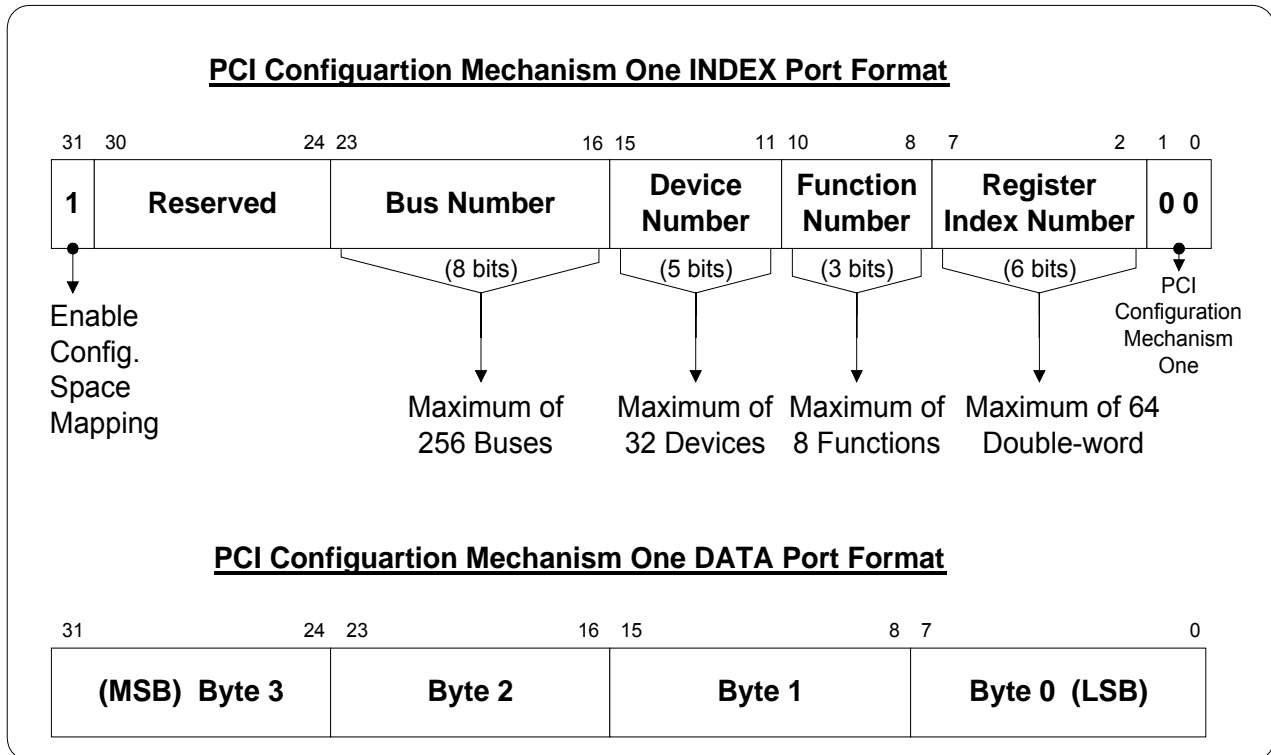 PCI Configuartion Mechanism One INDEX Port Format
31 30 24 23 16 15 11 10 8 7 2 1 0
1 Reserved Bus Number Device Number Function Number Register Index Number 0 0
(8 bits) (5 bits) (3 bits) (6 bits)
Enable
Config.
Space
Mapping
Maximum of
256 Buses
Maximum of
32 Devices
Maximum of
8 Functions
Maximum of 64
Double-word
PCI
Configuration
Mechanism
One
PCI Configuartion Mechanism One DATA Port Format
31 24 23 16 15 8 7 0
(MSB) Byte 3 Byte 2 Byte 1 Byte 0 (LSB)